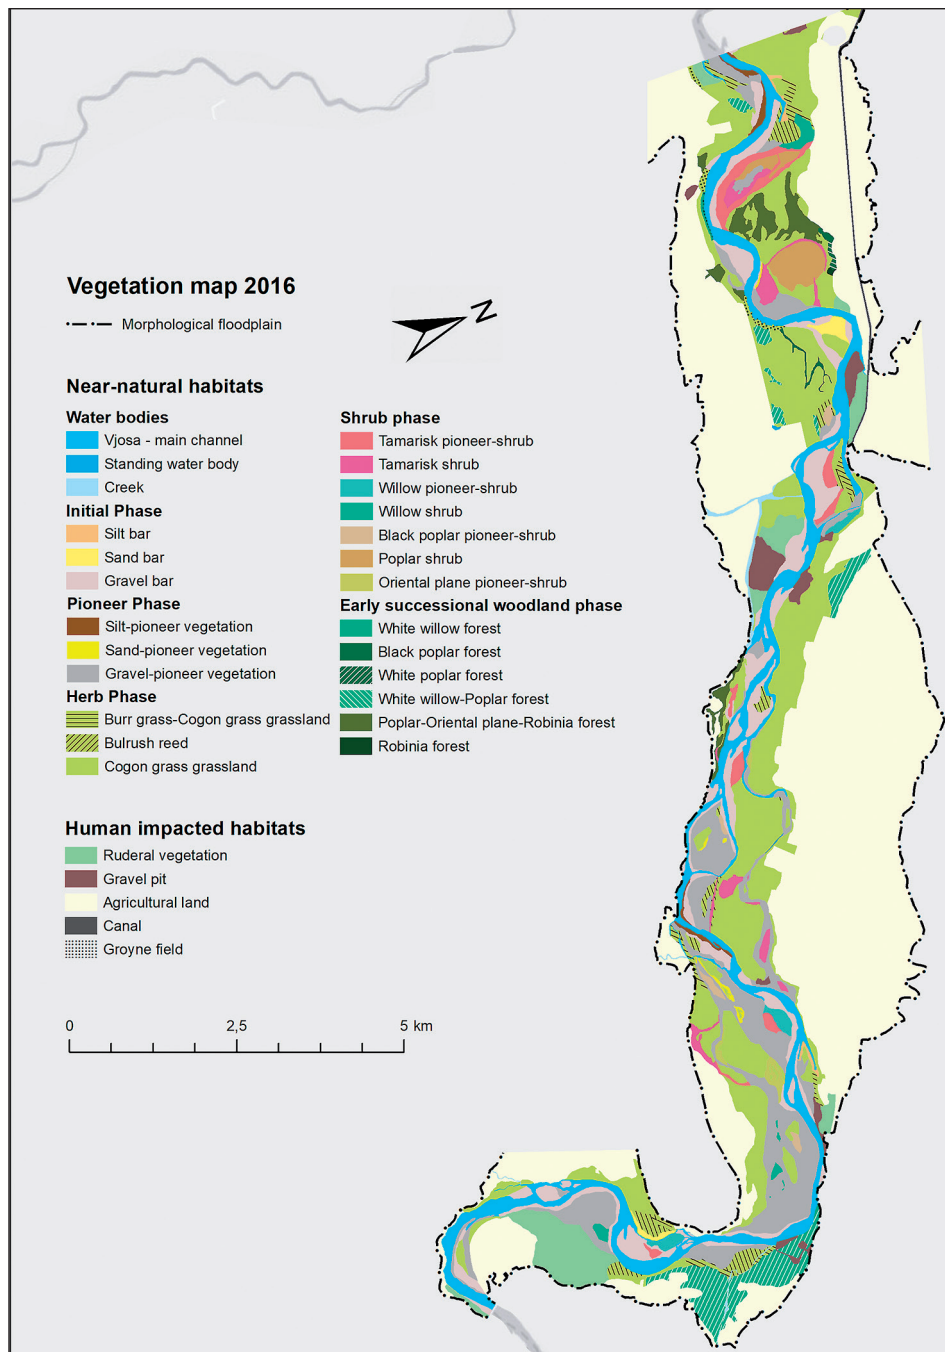 Vegetation map 2016
Morphological floodplain
N
Near-natural habitats
Water bodies
Vjosa - main channel
Standing water body
Creek
Initial Phase
Silt bar
Sand bar
Gravel bar
Pioneer Phase
Silt-pioneer vegetation
Sand-pioneer vegetation
Gravel-pioneer vegetation
Herb Phase
Burr grass-Cogon grass grassland
Bulrush reed
Cogon grass grassland
Shrub phase
Tamarisk pioneer-shrub
Tamarisk shrub
Willow pioneer-shrub
Willow shrub
Black poplar pioneer-shrub
Poplar shrub
Oriental plane pioneer-shrub
Early successional woodland phase
White willow forest
Black poplar forest
White poplar forest
White willow-Poplar forest
Poplar-Oriental plane-Robinia forest
Robinia forest
Human impacted habitats
Ruderal vegetation
Gravel pit
Agricultural land
Canal
Groyne field
0 2,5 5 km